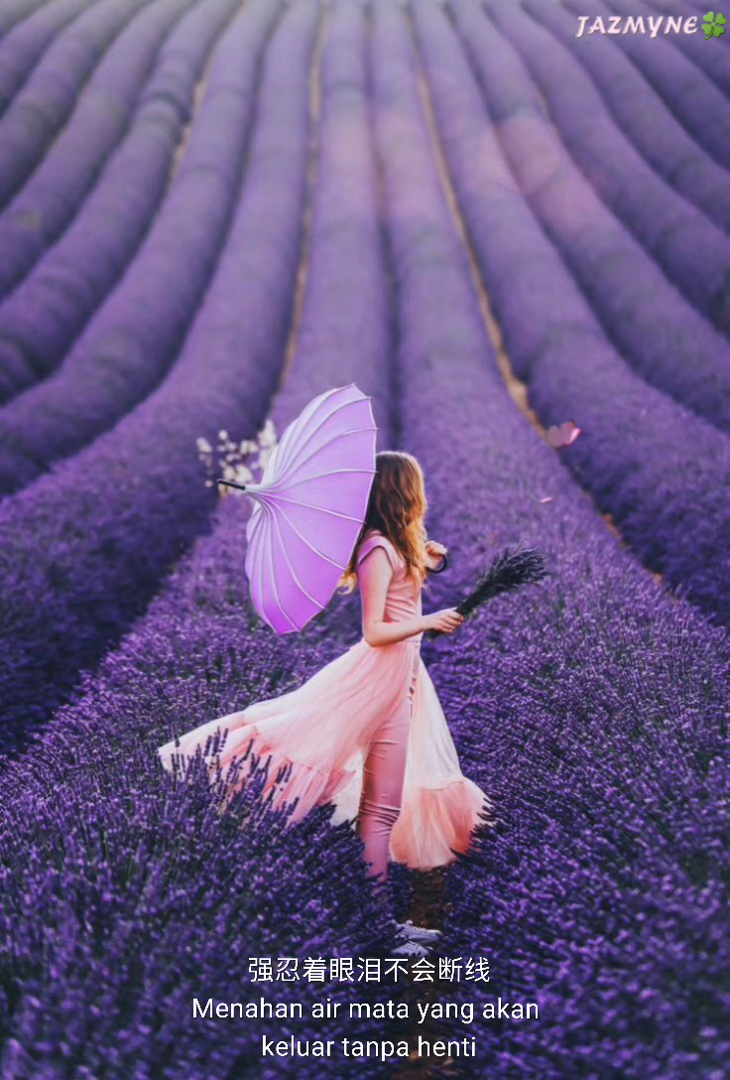 JAZMYNE🍀
强忍着眼泪不会断线
Menahan air mata yang akan
keluar tanpa henti